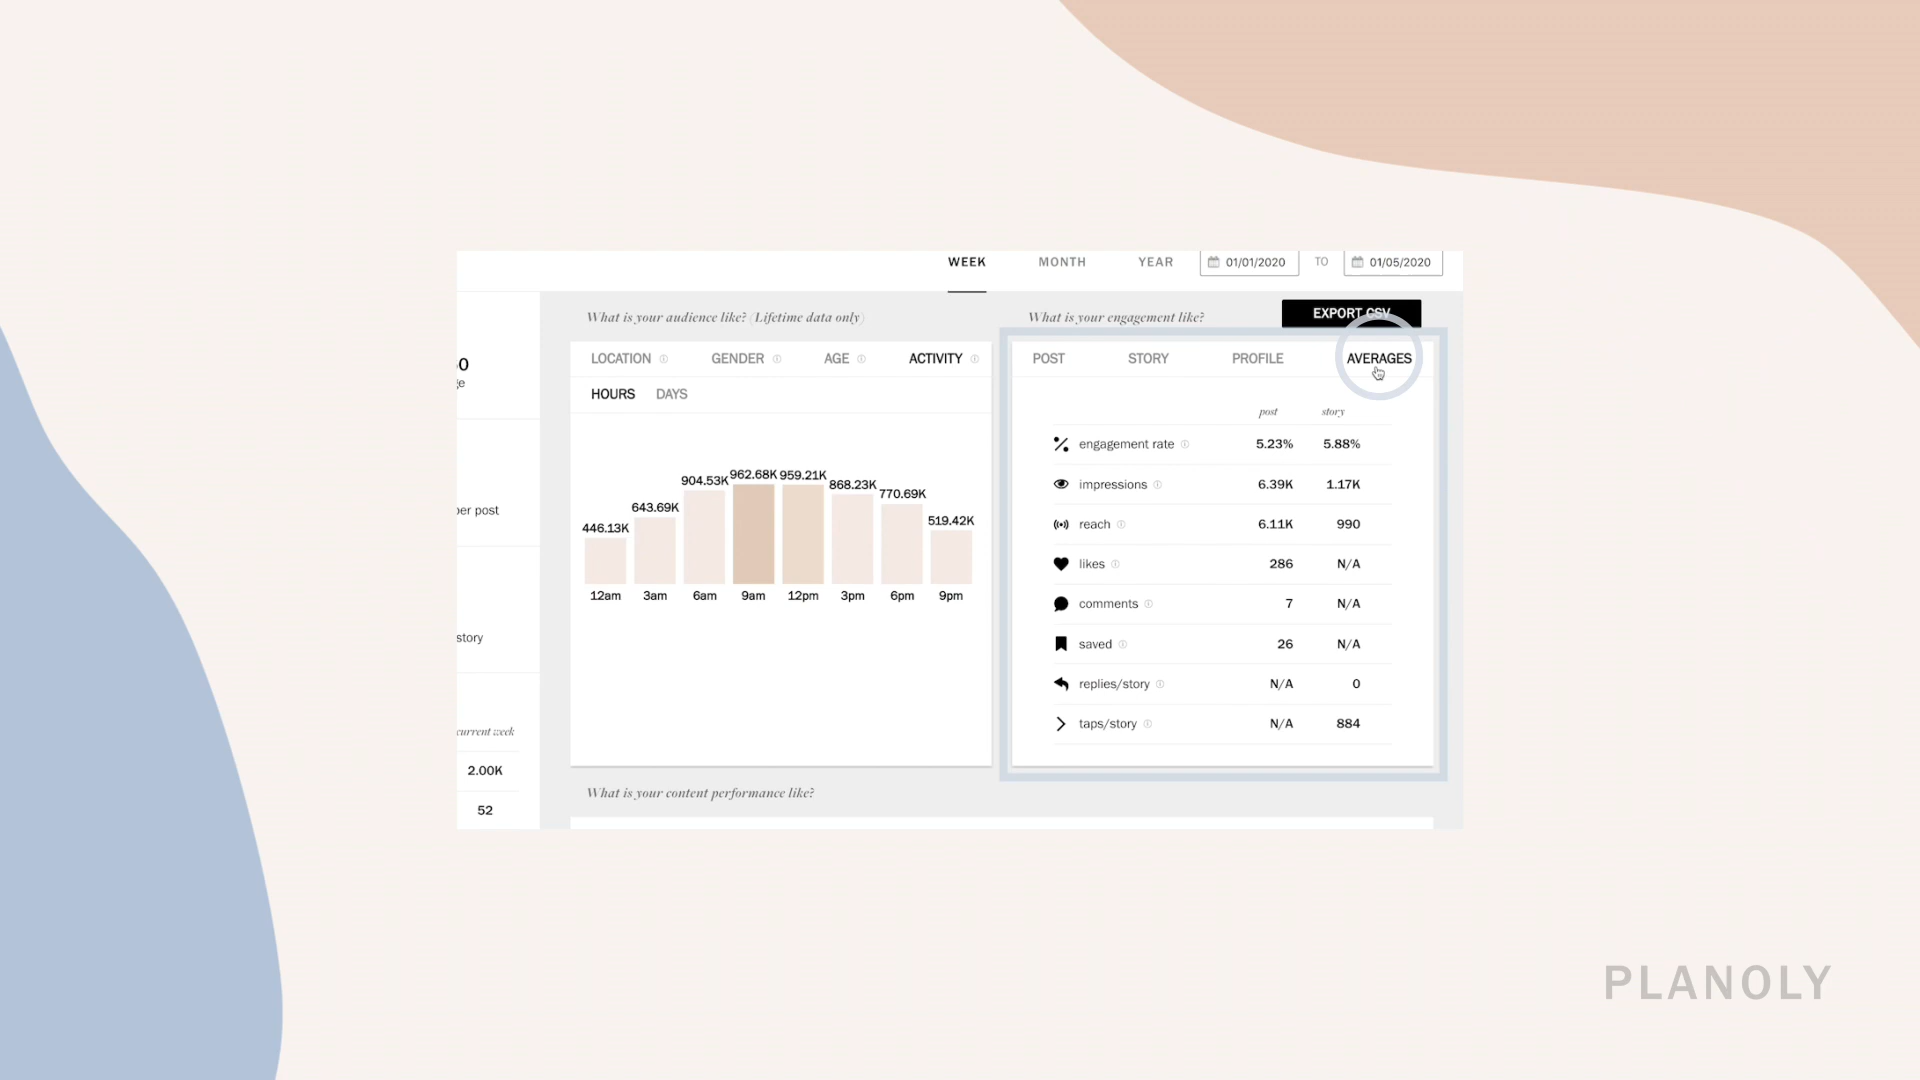 WEEK MONTH YEAR 01/01/2020 TO 01/05/2020
What is your audience like? (Lifetime data only)
What is your engagement like?
EXPORT CSV
LOCATION GENDER AGE ACTIVITY
HOURS DAYS
446.13K 643.69K 904.53K 962.68K 959.21K 868.23K 770.69K 519.42K
12am 3am 6am 9am 12pm 3pm 6pm 9pm
POST STORY PROFILE AVERAGES
post story
engagement rate 5.23% 5.88%
impressions 6.39K 1.17K
reach 6.11K 990
likes 286 N/A
comments 7 N/A
saved 26 N/A
replies/story N/A 0
taps/story N/A 884
per post
story
current week
2.00K
52
What is your content performance like?
PLANOLY